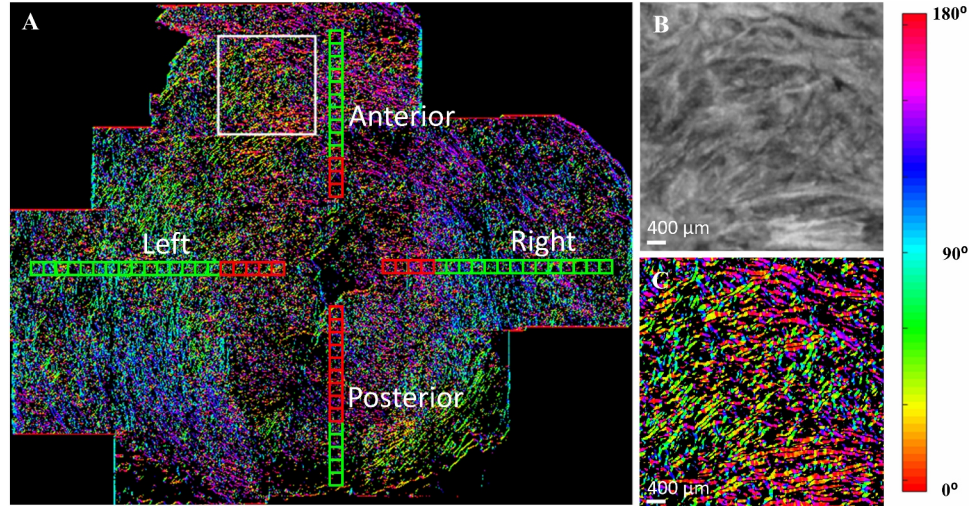 A
Anterior
Left
Right
Posterior
B
400 μm
C
400 μm
180°
90°
0°